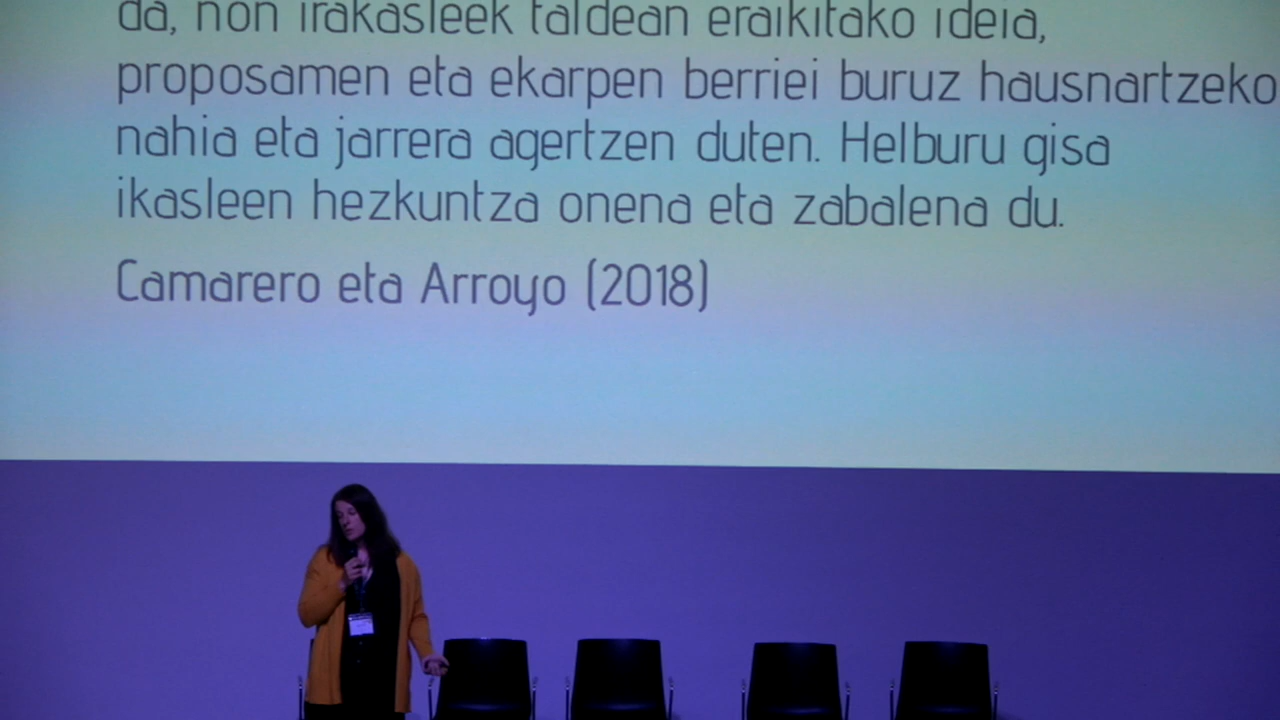 da, non irakasleek taldean eraikitako ideia,
proposamen eta ekarpen berriei buruz hausnartzeko
nahia eta jarrera agertzen duten. Helburu gisa
ikasleen hezkuntza onena eta zabalena du.
Camarero eta Arroyo (2018)